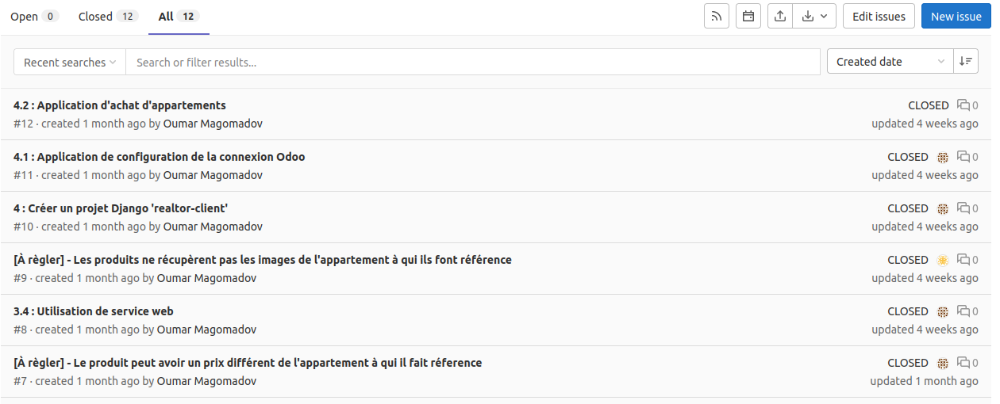 Open 0 Closed 12 All 12 Edit issues New issue
Recent searches Search or filter results... Created date
4.2 : Application d'achat d'appartements CLOSED 0
#12 · created 1 month ago by Oumar Magomadov updated 4 weeks ago
4.1 : Application de configuration de la connexion Odoo CLOSED 0
#11 · created 1 month ago by Oumar Magomadov updated 4 weeks ago
4 : Créer un projet Django 'realtor-client' CLOSED 0
#10 · created 1 month ago by Oumar Magomadov updated 4 weeks ago
[À règler] - Les produits ne récupèrent pas les images de l'appartement à qui ils font référence CLOSED 0
#9 · created 1 month ago by Oumar Magomadov updated 4 weeks ago
3.4 : Utilisation de service web CLOSED 0
#8 · created 1 month ago by Oumar Magomadov updated 4 weeks ago
[À règler] - Le produit peut avoir un prix différent de l'appartement à qui il fait réference CLOSED 0
#7 · created 1 month ago by Oumar Magomadov updated 1 month ago